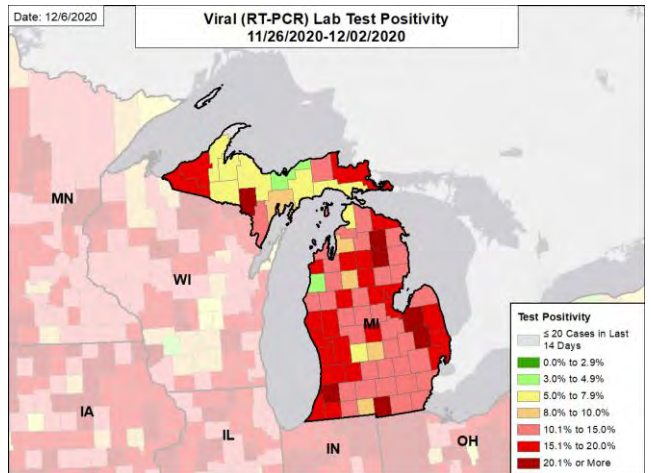 Date: 12/6/2020
Viral (RT-PCR) Lab Test Positivity
11/26/2020-12/02/2020
MN
WI
MI
IA
IL
IN
OH
Test Positivity
≤ 20 Cases in Last
14 Days
0.0% to 2.9%
3.0% to 4.9%
5.0% to 7.9%
8.0% to 10.0%
10.1% to 15.0%
15.1% to 20.0%
20.1% or More